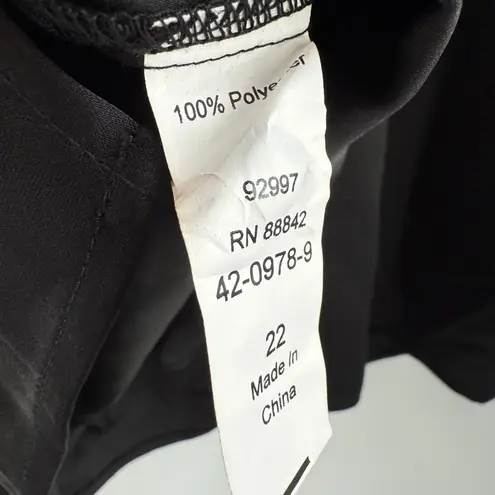 100% Polyester
92997
RN 88842
42-0978-9
22
Made In
China